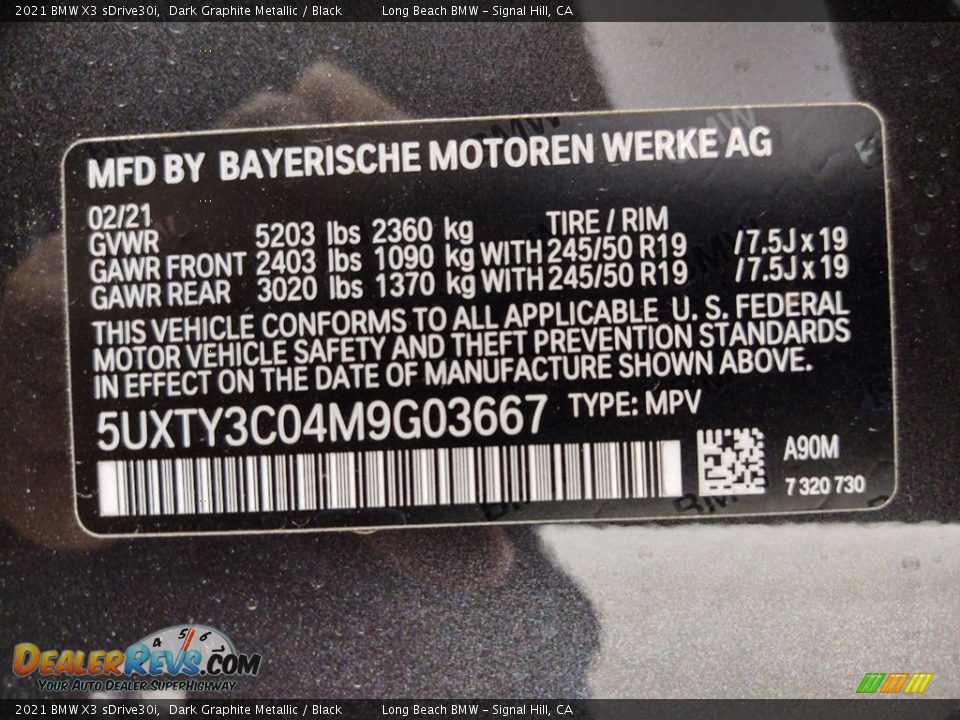 2021 BMW X3 sDrive30i, Dark Graphite Metallic / Black Long Beach BMW - Signal Hill, CA
MFD BY BAYERISCHE MOTOREN WERKE AG
02/21 TIRE / RIM
GVWR 5203 lbs 2360 kg
GAWR FRONT 2403 lbs 1090 kg WITH 245/50 R19 /7.5J x 19
GAWR REAR 3020 lbs 1370 kg WITH 245/50 R19 /7.5J x 19
THIS VEHICLE CONFORMS TO ALL APPLICABLE U. S. FEDERAL
MOTOR VEHICLE SAFETY AND THEFT PREVENTION STANDARDS
IN EFFECT ON THE DATE OF MANUFACTURE SHOWN ABOVE.
5UXTY3C04M9G03667 TYPE: MPV
A90M
7 320 730
4 5 6
DEALERREVS.COM
YOUR AUTO DEALER SUPERHIGHWAY
2021 BMW X3 sDrive30i, Dark Graphite Metallic / Black Long Beach BMW - Signal Hill, CA